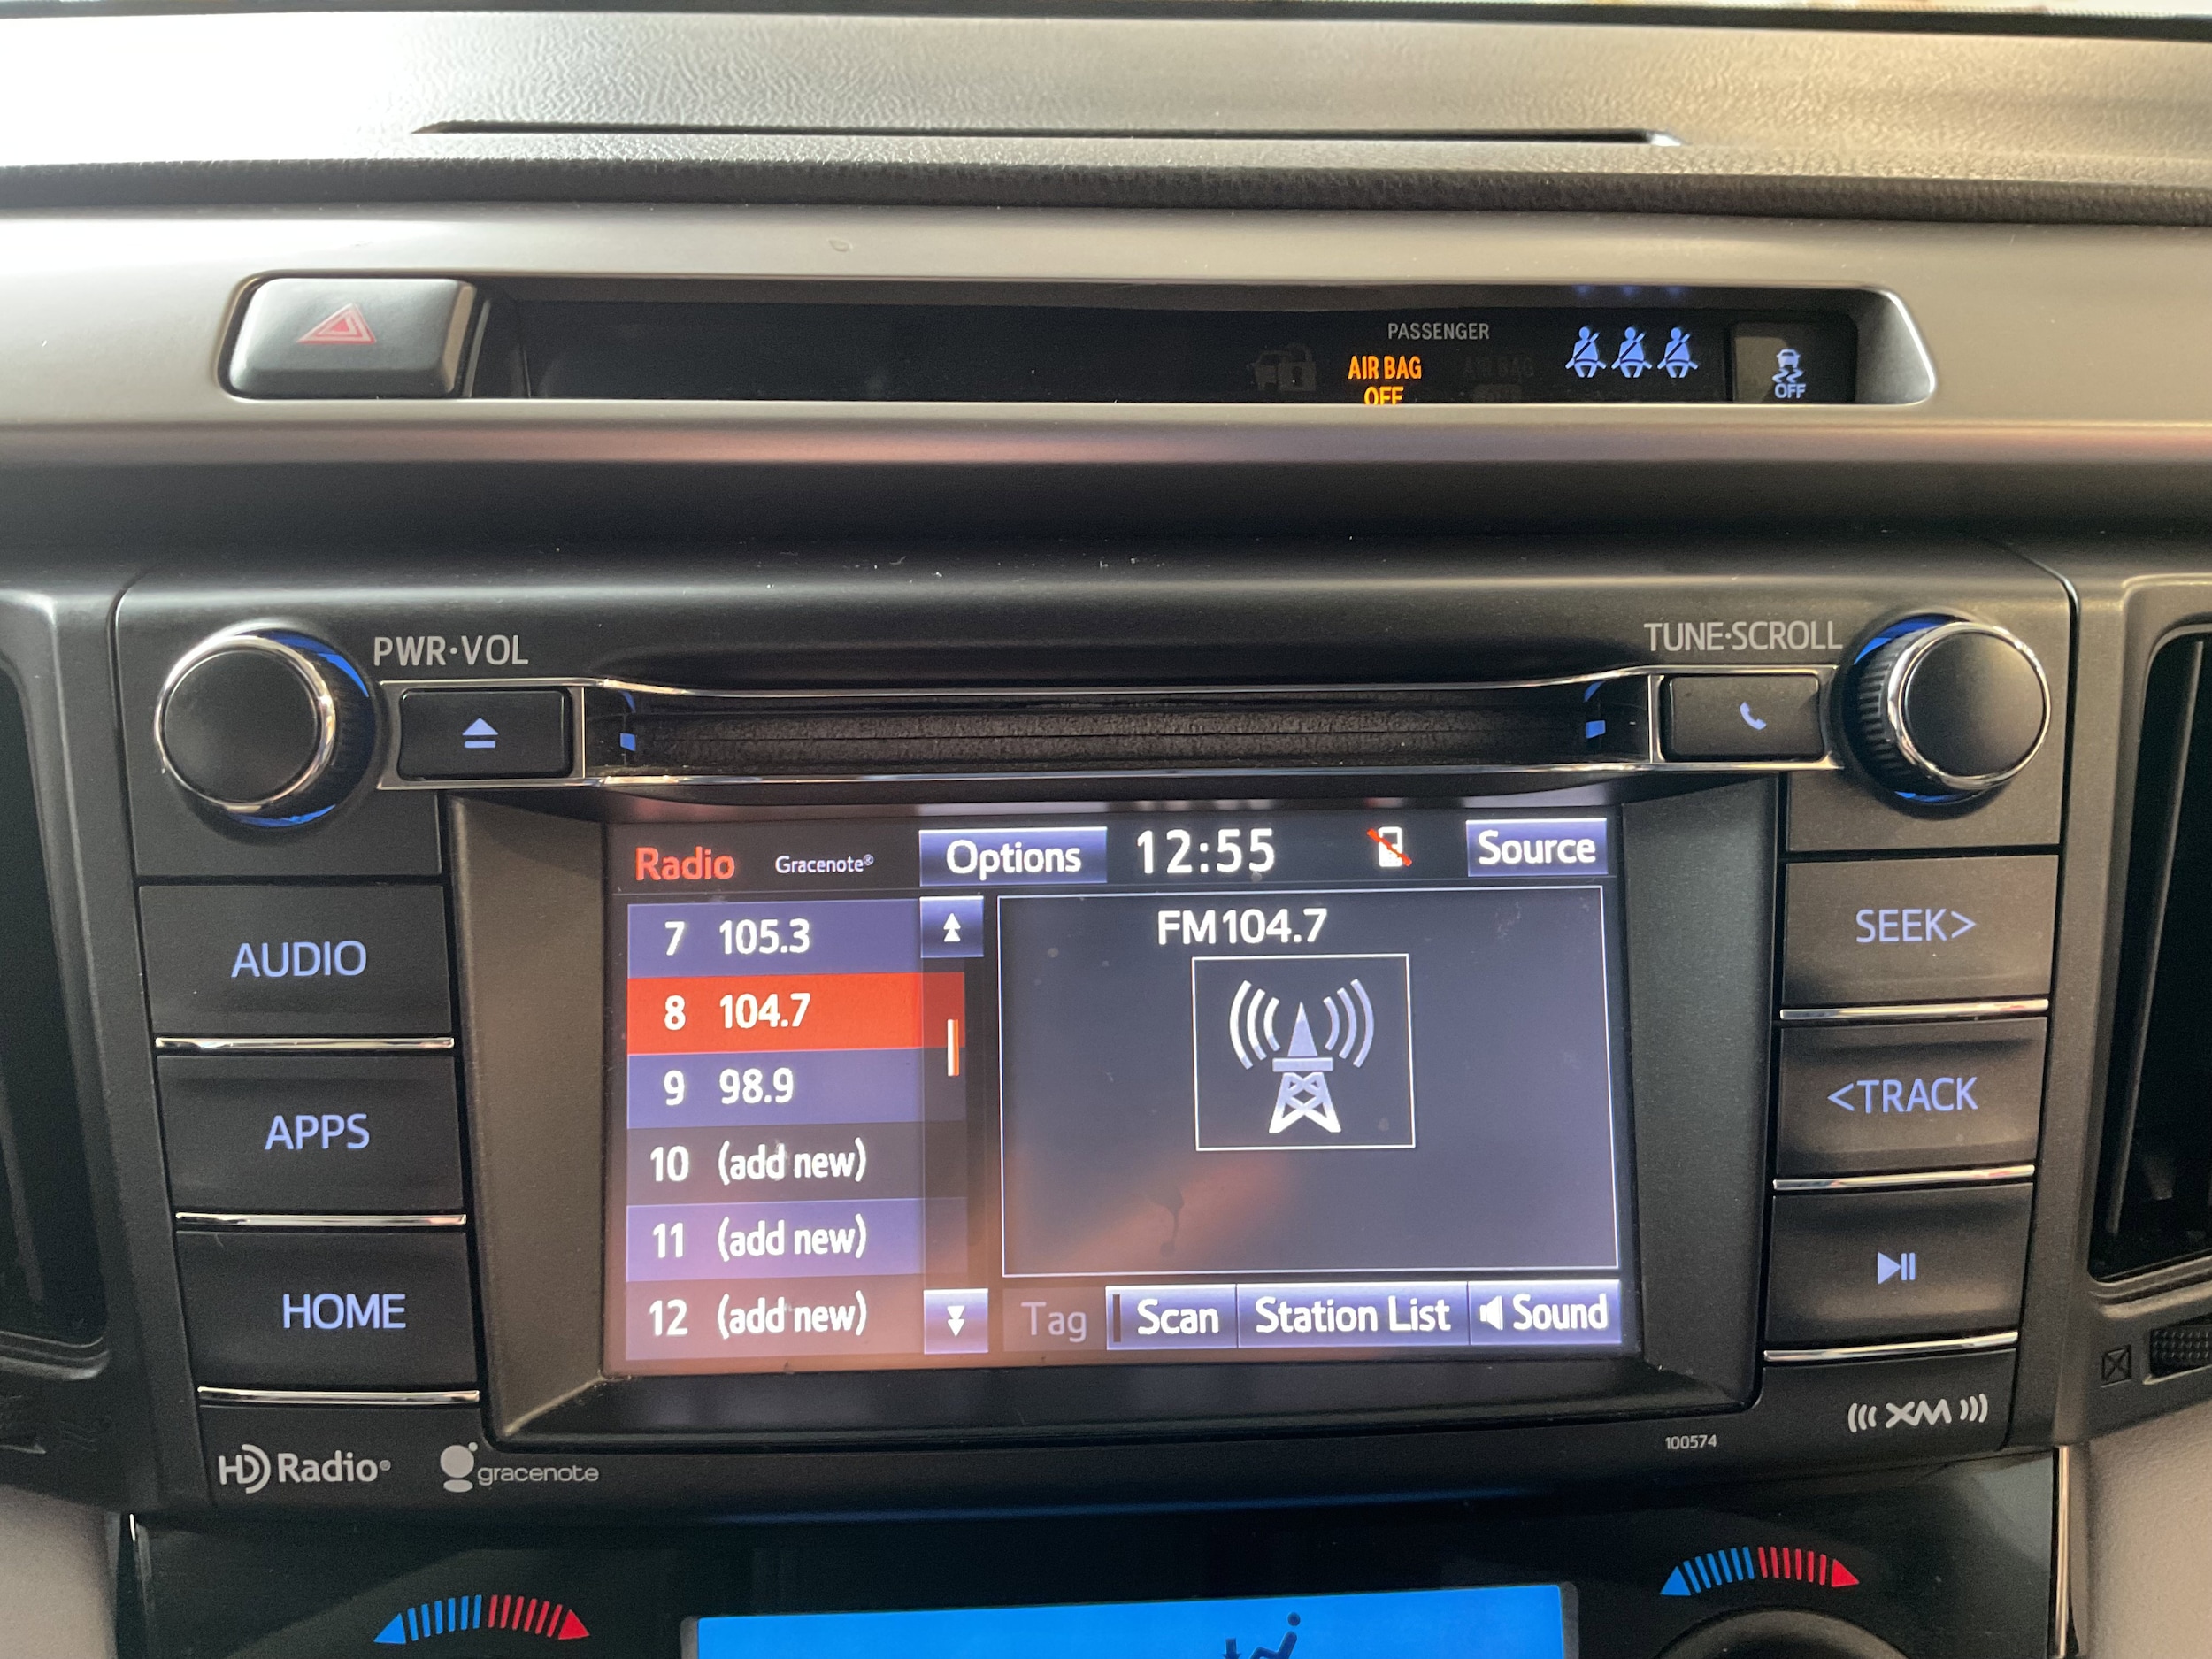 PASSENGER
AIR BAG
OFF
OFF
PWR·VOL
TUNE·SCROLL
Radio Gracenote® Options 12:55 Source
7 105.3
8 104.7
9 98.9
10 (add new)
11 (add new)
12 (add new)
FM104.7
Tag Scan Station List Sound
AUDIO
APPS
HOME
SEEK>
<TRACK
HD Radio®
gracenote
100574
((( XM )))